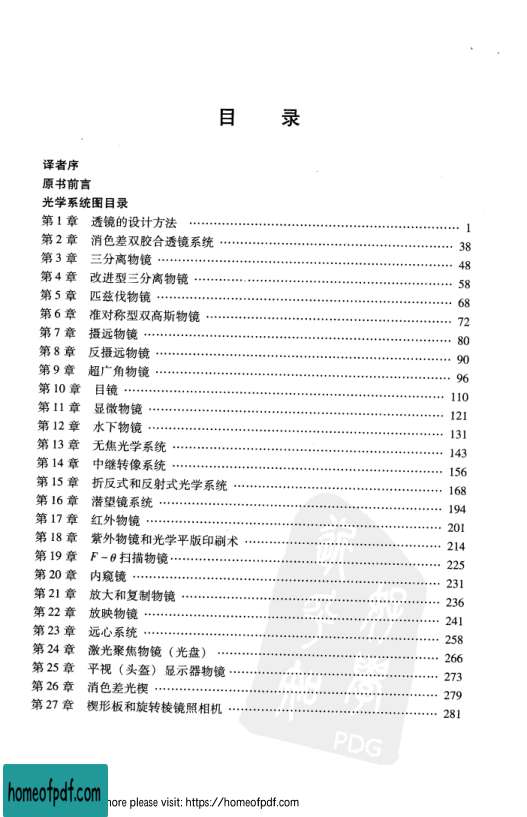 目 录
译者序
原书前言
光学系统图目录
第 1 章 透镜的设计方法 …… 1
第 2 章 消色差双胶合透镜系统 …… 38
第 3 章 三分离物镜 …… 48
第 4 章 改进型三分离物镜 …… 58
第 5 章 匹兹伐物镜 …… 68
第 6 章 准对称型双高斯物镜 …… 72
第 7 章 摄远物镜 …… 80
第 8 章 反摄远物镜 …… 90
第 9 章 超广角物镜 …… 96
第 10 章 目镜 …… 110
第 11 章 显微物镜 …… 121
第 12 章 水下物镜 …… 131
第 13 章 无焦光学系统 …… 143
第 14 章 中继转像系统 …… 156
第 15 章 折反式和反射式光学系统 …… 168
第 16 章 潜望镜系统 …… 194
第 17 章 红外物镜 …… 201
第 18 章 紫外物镜和光学平版印刷术 …… 214
第 19 章 F-θ 扫描物镜 …… 225
第 20 章 内窥镜 …… 231
第 21 章 放大和复制物镜 …… 236
第 22 章 放映物镜 …… 241
第 23 章 远心系统 …… 258
第 24 章 激光聚焦物镜（光盘） …… 266
第 25 章 平视（头盔）显示器物镜 …… 273
第 26 章 消色差光楔 …… 279
第 27 章 楔形板和旋转棱镜照相机 …… 281
PDG
homeofpdf.com
more please visit: https://homeofpdf.com